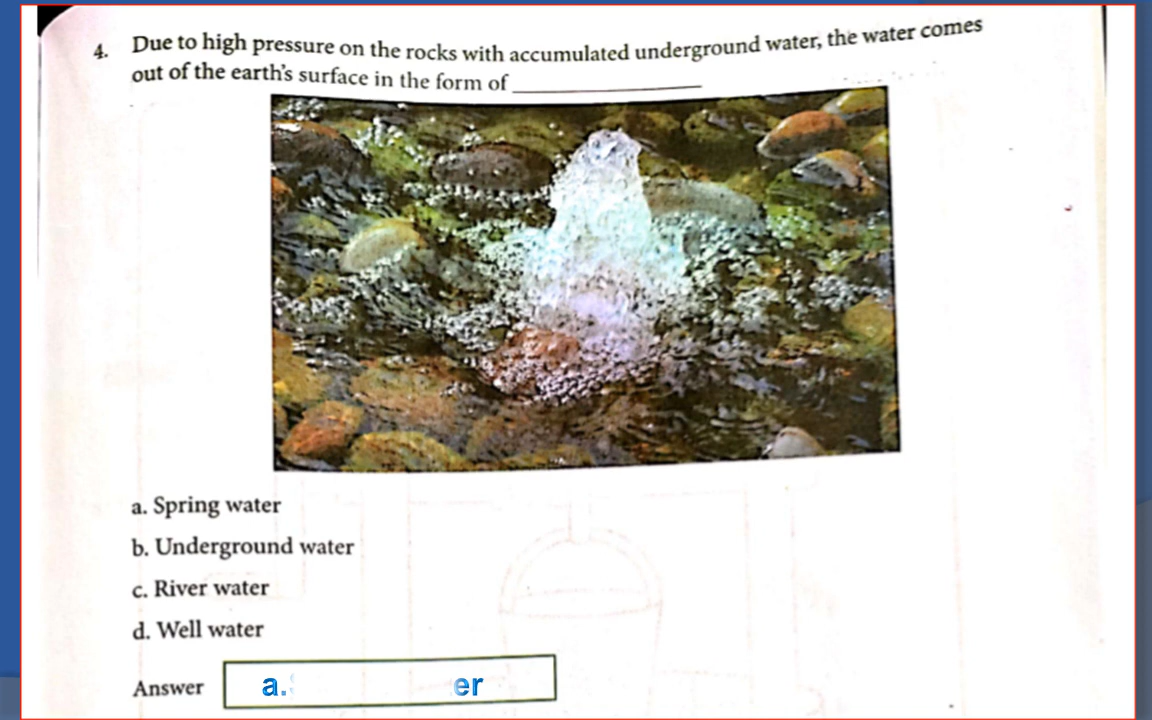 4. Due to high pressure on the rocks with accumulated underground water, the water comes
out of the earth's surface in the form of ____________
a. Spring water
b. Underground water
c. River water
d. Well water
Answer a. er